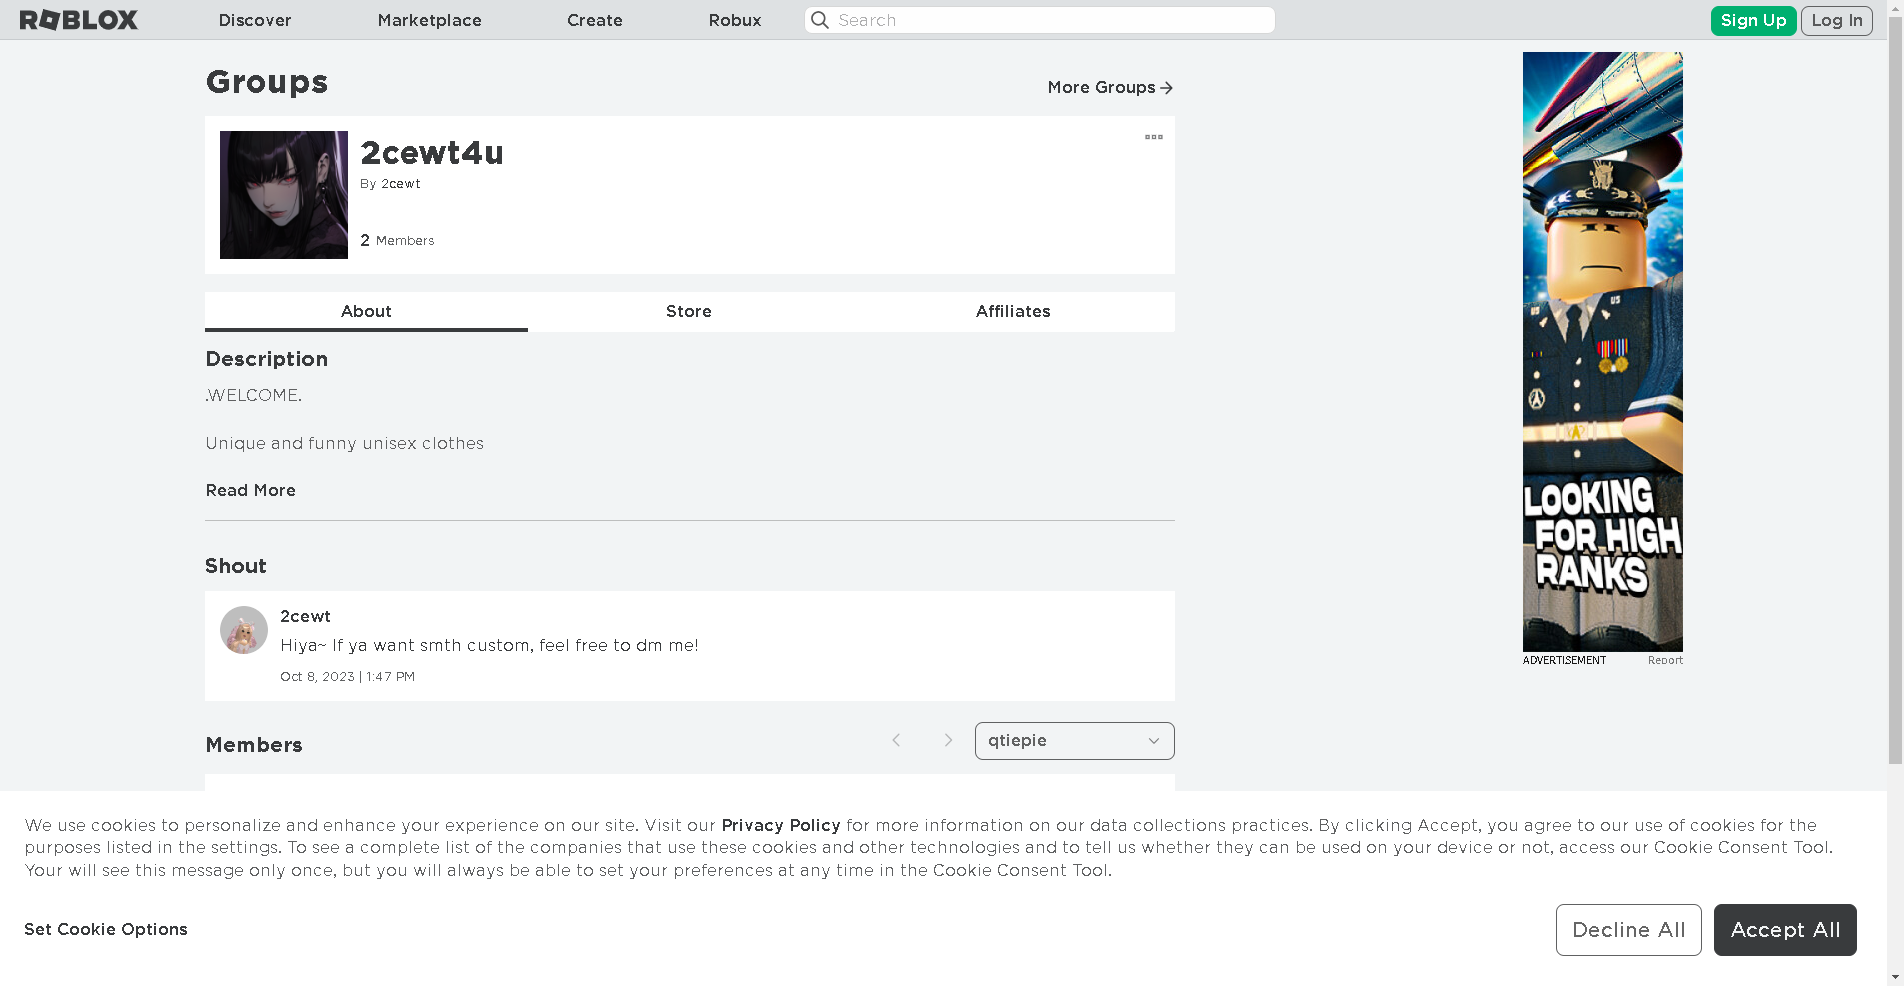 ROBLOX
Discover
Marketplace
Create
Robux
Search
Sign Up
Log In
Groups
More Groups
2cewt4u
By 2cewt
2 Members
About
Store
Affiliates
Description
.WELCOME.
Unique and funny unisex clothes
Read More
Shout
2cewt
Hiya~ If ya want smth custom, feel free to dm me!
Oct 8, 2023 | 1:47 PM
Members
qtiepie
US
US
LOOKING
FOR HIGH
RANKS
ADVERTISEMENT
Report
We use cookies to personalize and enhance your experience on our site. Visit our Privacy Policy for more information on our data collections practices. By clicking Accept, you agree to our use of cookies for the
purposes listed in the settings. To see a complete list of the companies that use these cookies and other technologies and to tell us whether they can be used on your device or not, access our Cookie Consent Tool.
Your will see this message only once, but you will always be able to set your preferences at any time in the Cookie Consent Tool.
Set Cookie Options
Decline All
Accept All